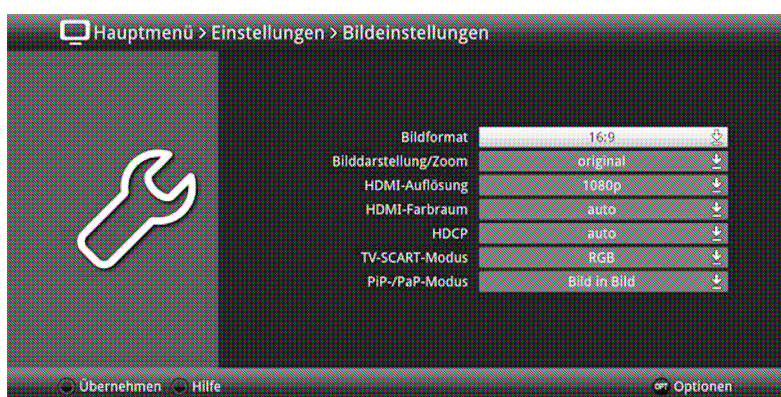 Hauptmenü > Einstellungen > Bildeinstellungen
Bildformat 16:9
Bilddarstellung/Zoom original
HDMI-Auflösung 1080p
HDMI-Farbraum auto
HDCP auto
TV-SCART-Modus RGB
PiP-/PaP-Modus Bild in Bild
Übernehmen Hilfe OPT Optionen